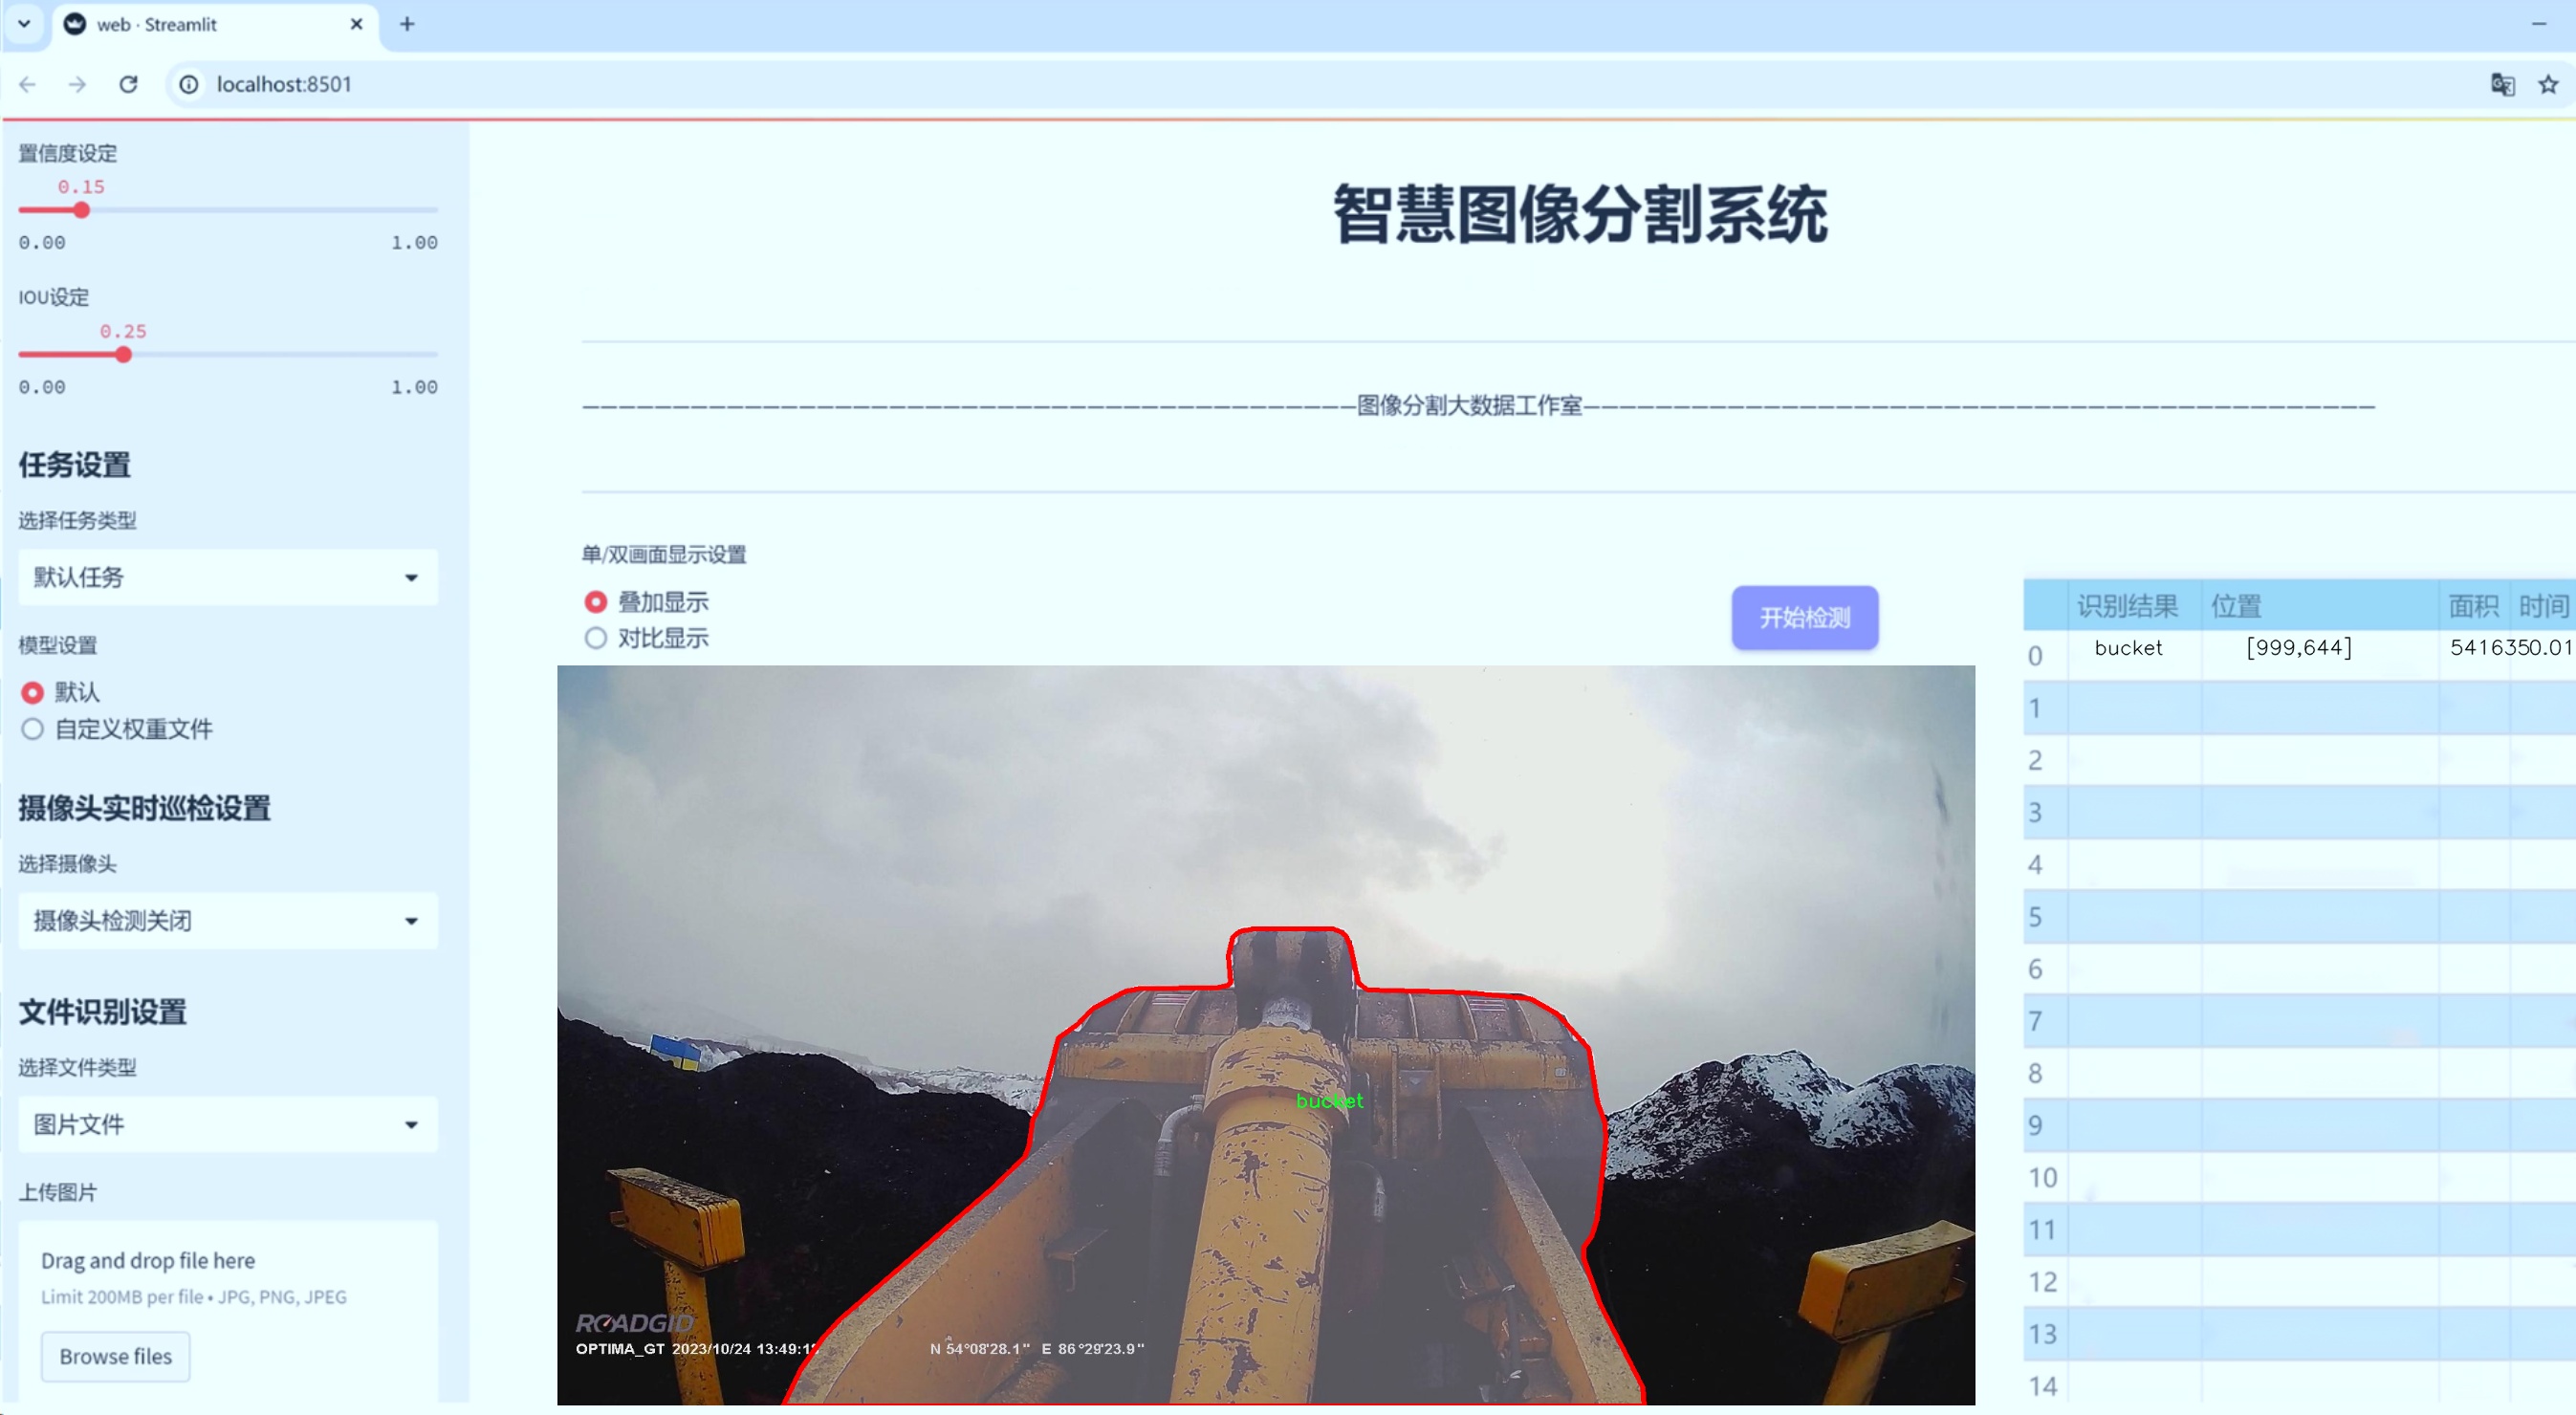 web · Streamlit
localhost:8501
置信度设定
0.15
0.00 1.00
IOU设定
0.25
0.00 1.00
任务设置
选择任务类型
默认任务
模型设置
默认
自定义权重文件
摄像头实时巡检设置
选择摄像头
摄像头检测关闭
文件识别设置
选择文件类型
图片文件
上传图片
Drag and drop file here
Limit 200MB per file • JPG, PNG, JPEG
Browse files
智慧图像分割系统
———————————————————————————————————————————图像分割大数据工作室————————————————————————————————————————————
单/双画面显示设置
叠加显示
对比显示
开始检测
bucket
ROADGID
OPTIMA_GT 2023/10/24 13:49:1 N 54°08'28.1" E 86°29'23.9"
识别结果 位置 面积 时间
0 bucket [999,644] 5416350.01
1
2
3
4
5
6
7
8
9
10
11
12
13
14